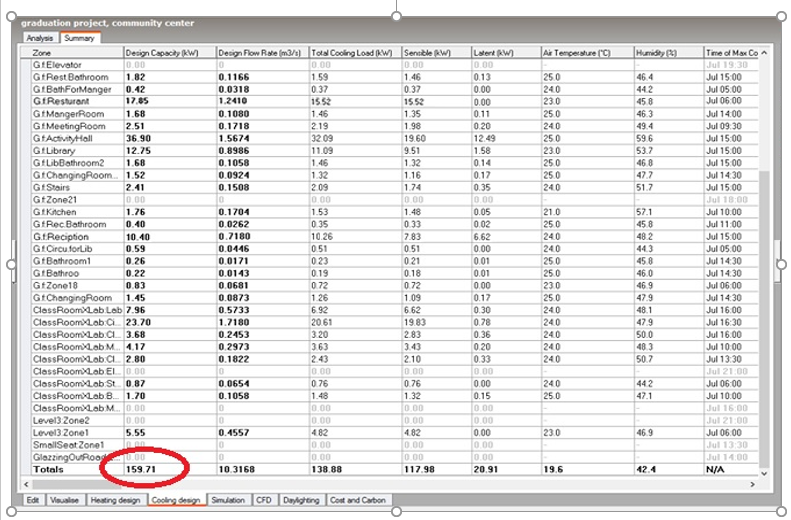 graduation project, community center
Analysis Summary
Zone Design Capacity (kW) Design Flow Rate (m3/s) Total Cooling Load (kW) Sensible (kW) Latent (kW) Air Temperature (°C) Humidity (%) Time of Max Co
G.f:Elevator 0.00 0 0.00 0.00 0.00 - - Jul 19:30
G.f:Rest.Bathroom 1.82 0.1166 1.59 1.46 0.13 25.0 46.4 Jul 15:00
G.f:BathForManger 0.42 0.0318 0.37 0.37 0.00 24.0 44.2 Jul 05:00
G.f:Resturant 17.85 1.2410 15.52 15.52 0.00 23.0 45.8 Jul 06:00
G.f:MangerRoom 1.68 0.1080 1.46 1.35 0.11 25.0 46.3 Jul 14:00
G.f:MeetingRoom 2.51 0.1718 2.19 1.98 0.20 24.0 49.4 Jul 09:30
G.f:ActivityHall 36.90 1.5674 32.09 19.60 12.49 25.0 59.6 Jul 15:00
G.f:Library 12.75 0.8986 11.09 9.51 1.58 23.0 53.7 Jul 15:00
G.f:LibBathroom2 1.68 0.1058 1.46 1.32 0.14 25.0 46.8 Jul 15:00
G.f:ChangingRoom... 1.52 0.0924 1.32 1.16 0.17 25.0 47.7 Jul 14:30
G.f:Stairs 2.41 0.1508 2.09 1.74 0.35 24.0 51.7 Jul 15:00
G.f:Zone21 0.00 0 0.00 0.00 0.00 - - Jul 18:00
G.f:Kitchen 1.76 0.1704 1.53 1.48 0.05 21.0 57.1 Jul 10:00
G.f:Rec.Bathroom 0.40 0.0262 0.35 0.33 0.02 25.0 45.8 Jul 11:00
G.f:Reciption 10.40 0.7180 10.26 7.83 6.62 24.0 48.2 Jul 15:00
G.f:Circu.forLib 0.59 0.0446 0.51 0.51 0.00 24.0 44.3 Jul 05:00
G.f:Bathroom1 0.26 0.0171 0.23 0.21 0.01 25.0 45.8 Jul 14:30
G.f:Bathroo 0.22 0.0143 0.19 0.18 0.01 25.0 46.0 Jul 14:30
G.f:Zone18 0.83 0.0681 0.72 0.72 0.00 23.0 46.9 Jul 06:00
G.f:ChangingRoom 1.45 0.0873 1.26 1.09 0.17 25.0 47.9 Jul 14:30
ClassRoomXLab:Lab 7.96 0.5733 6.92 6.62 0.30 24.0 48.1 Jul 16:00
ClassRoomXLab:Ci... 23.70 1.7180 20.61 19.83 0.78 24.0 47.9 Jul 16:30
ClassRoomXLab:Cl... 3.68 0.2453 3.20 2.83 0.36 24.0 50.0 Jul 16:00
ClassRoomXLab:M... 4.17 0.2973 3.63 3.43 0.20 24.0 48.3 Jul 10:00
ClassRoomXLab:Cl... 2.80 0.1822 2.43 2.10 0.33 24.0 50.7 Jul 13:30
ClassRoomXLab:El... 0.00 0 0.00 0.00 0.00 - - Jul 21:00
ClassRoomXLab:St... 0.87 0.0654 0.76 0.76 0.00 24.0 44.2 Jul 06:00
ClassRoomXLab:B... 1.70 0.1058 1.48 1.32 0.15 25.0 47.1 Jul 10:00
ClassRoomXLab:M... 0.00 0 0.00 0.00 0.00 - - Jul 16:00
Level3:Zone2 0.00 0 0.00 0.00 0.00 - - Jul 21:00
Level3:Zone1 5.55 0.4557 4.82 4.82 0.00 23.0 46.9 Jul 06:00
SmallSeat:Zone1 0.00 0 0.00 0.00 0.00 - - Jul 13:30
GlazzingOutRoad: 0.00 0 0.00 0.00 0.00 - - Jul 14:00
Totals 159.71 10.3168 138.88 117.98 20.91 19.6 42.4 N/A
Edit Visualise Heating design Cooling design Simulation CFD Daylighting Cost and Carbon